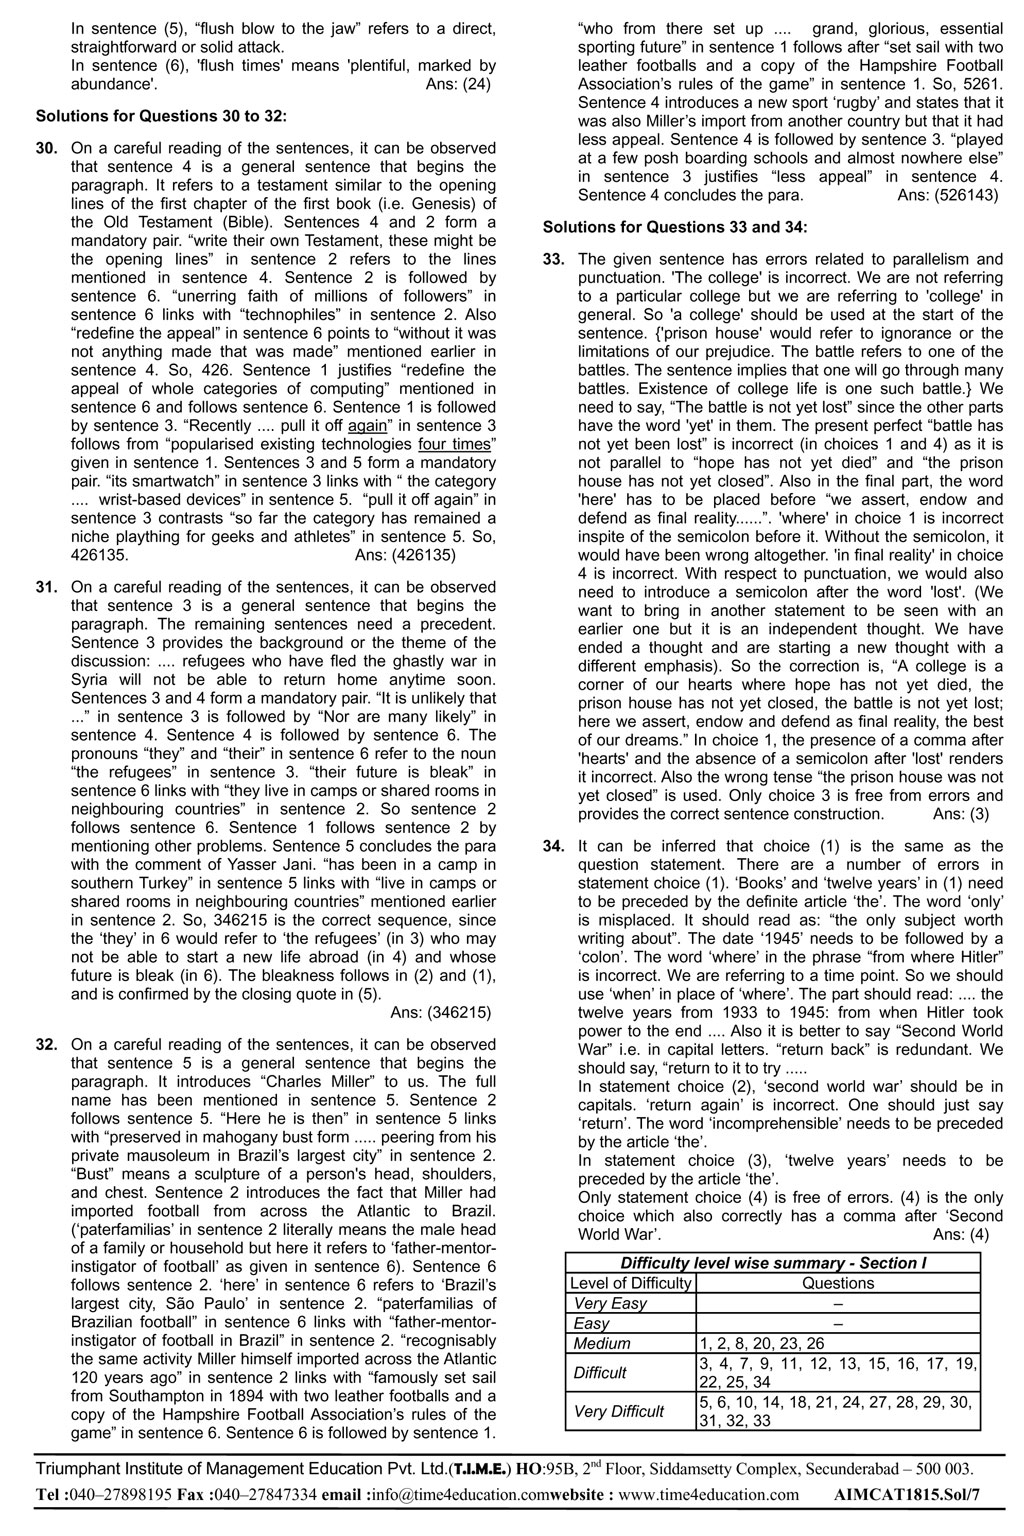 In sentence (5), “flush blow to the jaw” refers to a direct,
straightforward or solid attack.
In sentence (6), 'flush times' means 'plentiful, marked by
abundance'. Ans: (24)
Solutions for Questions 30 to 32:
30. On a careful reading of the sentences, it can be observed
that sentence 4 is a general sentence that begins the
paragraph. It refers to a testament similar to the opening
lines of the first chapter of the first book (i.e. Genesis) of
the Old Testament (Bible). Sentences 4 and 2 form a
mandatory pair. “write their own Testament, these might be
the opening lines” in sentence 2 refers to the lines
mentioned in sentence 4. Sentence 2 is followed by
sentence 6. “unerring faith of millions of followers” in
sentence 6 links with “technophiles” in sentence 2. Also
“redefine the appeal” in sentence 6 points to “without it was
not anything made that was made” mentioned earlier in
sentence 4. So, 426. Sentence 1 justifies “redefine the
appeal of whole categories of computing” mentioned in
sentence 6 and follows sentence 6. Sentence 1 is followed
by sentence 3. “Recently .... pull it off again” in sentence 3
follows from “popularised existing technologies four times”
given in sentence 1. Sentences 3 and 5 form a mandatory
pair. “its smartwatch” in sentence 3 links with “ the category
.... wrist-based devices” in sentence 5. “pull it off again” in
sentence 3 contrasts “so far the category has remained a
niche plaything for geeks and athletes” in sentence 5. So,
426135. Ans: (426135)
31. On a careful reading of the sentences, it can be observed
that sentence 3 is a general sentence that begins the
paragraph. The remaining sentences need a precedent.
Sentence 3 provides the background or the theme of the
discussion: .... refugees who have fled the ghastly war in
Syria will not be able to return home anytime soon.
Sentences 3 and 4 form a mandatory pair. “It is unlikely that
...” in sentence 3 is followed by “Nor are many likely” in
sentence 4. Sentence 4 is followed by sentence 6. The
pronouns “they” and “their” in sentence 6 refer to the noun
“the refugees” in sentence 3. “their future is bleak” in
sentence 6 links with “they live in camps or shared rooms in
neighbouring countries” in sentence 2. So sentence 2
follows sentence 6. Sentence 1 follows sentence 2 by
mentioning other problems. Sentence 5 concludes the para
with the comment of Yasser Jani. “has been in a camp in
southern Turkey” in sentence 5 links with “live in camps or
shared rooms in neighbouring countries” mentioned earlier
in sentence 2. So, 346215 is the correct sequence, since
the ‘they’ in 6 would refer to ‘the refugees’ (in 3) who may
not be able to start a new life abroad (in 4) and whose
future is bleak (in 6). The bleakness follows in (2) and (1),
and is confirmed by the closing quote in (5).
Ans: (346215)
32. On a careful reading of the sentences, it can be observed
that sentence 5 is a general sentence that begins the
paragraph. It introduces “Charles Miller” to us. The full
name has been mentioned in sentence 5. Sentence 2
follows sentence 5. “Here he is then” in sentence 5 links
with “preserved in mahogany bust form ..... peering from his
private mausoleum in Brazil’s largest city” in sentence 2.
“Bust” means a sculpture of a person's head, shoulders,
and chest. Sentence 2 introduces the fact that Miller had
imported football from across the Atlantic to Brazil.
(‘paterfamilias’ in sentence 2 literally means the male head
of a family or household but here it refers to ‘father-mentor-
instigator of football’ as given in sentence 6). Sentence 6
follows sentence 2. ‘here’ in sentence 6 refers to ‘Brazil’s
largest city, São Paulo’ in sentence 2. “paterfamilias of
Brazilian football” in sentence 6 links with “father-mentor-
instigator of football in Brazil” in sentence 2. “recognisably
the same activity Miller himself imported across the Atlantic
120 years ago” in sentence 2 links with “famously set sail
from Southampton in 1894 with two leather footballs and a
copy of the Hampshire Football Association’s rules of the
game” in sentence 6. Sentence 6 is followed by sentence 1.
“who from there set up .... grand, glorious, essential
sporting future” in sentence 1 follows after “set sail with two
leather footballs and a copy of the Hampshire Football
Association’s rules of the game” in sentence 1. So, 5261.
Sentence 4 introduces a new sport ‘rugby’ and states that it
was also Miller’s import from another country but that it had
less appeal. Sentence 4 is followed by sentence 3. “played
at a few posh boarding schools and almost nowhere else”
in sentence 3 justifies “less appeal” in sentence 4.
Sentence 4 concludes the para. Ans: (526143)
Solutions for Questions 33 and 34:
33. The given sentence has errors related to parallelism and
punctuation. 'The college' is incorrect. We are not referring
to a particular college but we are referring to 'college' in
general. So 'a college' should be used at the start of the
sentence. {'prison house' would refer to ignorance or the
limitations of our prejudice. The battle refers to one of the
battles. The sentence implies that one will go through many
battles. Existence of college life is one such battle.} We
need to say, “The battle is not yet lost” since the other parts
have the word 'yet' in them. The present perfect “battle has
not yet been lost” is incorrect (in choices 1 and 4) as it is
not parallel to “hope has not yet died” and “the prison
house has not yet closed”. Also in the final part, the word
'here' has to be placed before “we assert, endow and
defend as final reality......”. 'where' in choice 1 is incorrect
inspite of the semicolon before it. Without the semicolon, it
would have been wrong altogether. 'in final reality' in choice
4 is incorrect. With respect to punctuation, we would also
need to introduce a semicolon after the word 'lost'. (We
want to bring in another statement to be seen with an
earlier one but it is an independent thought. We have
ended a thought and are starting a new thought with a
different emphasis). So the correction is, “A college is a
corner of our hearts where hope has not yet died, the
prison house has not yet closed, the battle is not yet lost;
here we assert, endow and defend as final reality, the best
of our dreams.” In choice 1, the presence of a comma after
'hearts' and the absence of a semicolon after 'lost' renders
it incorrect. Also the wrong tense “the prison house was not
yet closed” is used. Only choice 3 is free from errors and
provides the correct sentence construction. Ans: (3)
34. It can be inferred that choice (1) is the same as the
question statement. There are a number of errors in
statement choice (1). ‘Books’ and ‘twelve years’ in (1) need
to be preceded by the definite article ‘the’. The word ‘only’
is misplaced. It should read as: “the only subject worth
writing about”. The date ‘1945’ needs to be followed by a
‘colon’. The word ‘where’ in the phrase “from where Hitler”
is incorrect. We are referring to a time point. So we should
use ‘when’ in place of ‘where’. The part should read: .... the
twelve years from 1933 to 1945: from when Hitler took
power to the end .... Also it is better to say “Second World
War” i.e. in capital letters. “return back” is redundant. We
should say, “return to it to try .....
In statement choice (2), ‘second world war’ should be in
capitals. ‘return again’ is incorrect. One should just say
‘return’. The word ‘incomprehensible’ needs to be preceded
by the article ‘the’.
In statement choice (3), ‘twelve years’ needs to be
preceded by the article ‘the’.
Only statement choice (4) is free of errors. (4) is the only
choice which also correctly has a comma after ‘Second
World War’. Ans: (4)
Difficulty level wise summary - Section I
Level of Difficulty Questions
Very Easy –
Easy –
Medium 1, 2, 8, 20, 23, 26
Difficult 3, 4, 7, 9, 11, 12, 13, 15, 16, 17, 19,
22, 25, 34
Very Difficult 5, 6, 10, 14, 18, 21, 24, 27, 28, 29, 30,
31, 32, 33
Triumphant Institute of Management Education Pvt. Ltd.(T.I.M.E.) HO:95B, 2nd Floor, Siddamsetty Complex, Secunderabad – 500 003.
Tel :040–27898195 Fax :040–27847334 email :info@time4education.comwebsite : www.time4education.com AIMCAT1815.Sol/7